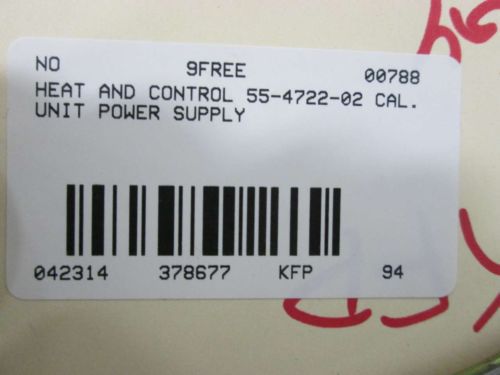 NO 9FREE 00788
HEAT AND CONTROL 55-4722-02 CAL.
UNIT POWER SUPPLY
042314 378677 KFP 94